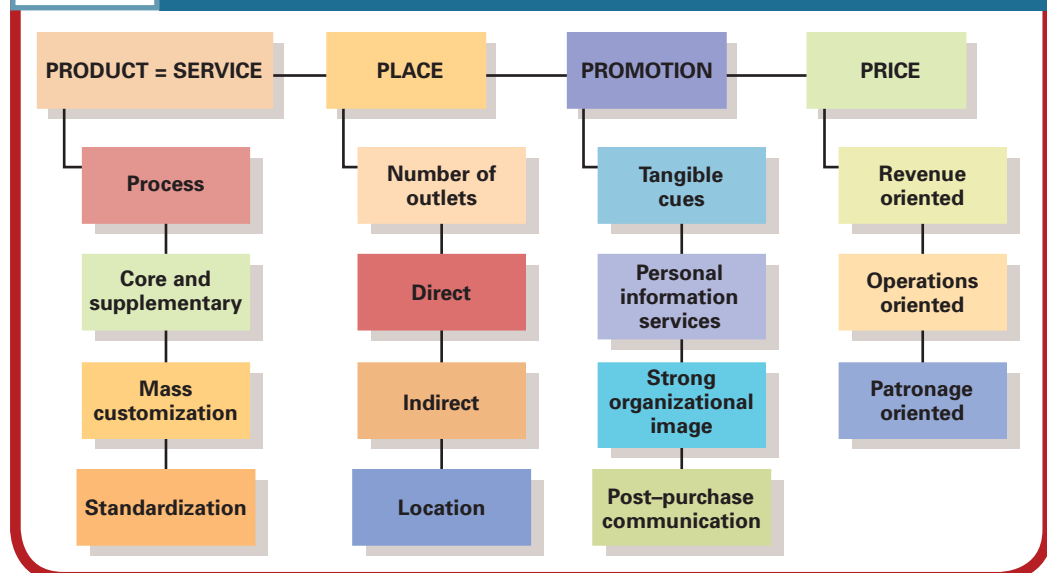 PRODUCT = SERVICE
PLACE
PROMOTION
PRICE
Process
Core and
supplementary
Mass
customization
Standardization
Number of
outlets
Direct
Indirect
Location
Tangible
cues
Personal
information
services
Strong
organizational
image
Post–purchase
communication
Revenue
oriented
Operations
oriented
Patronage
oriented